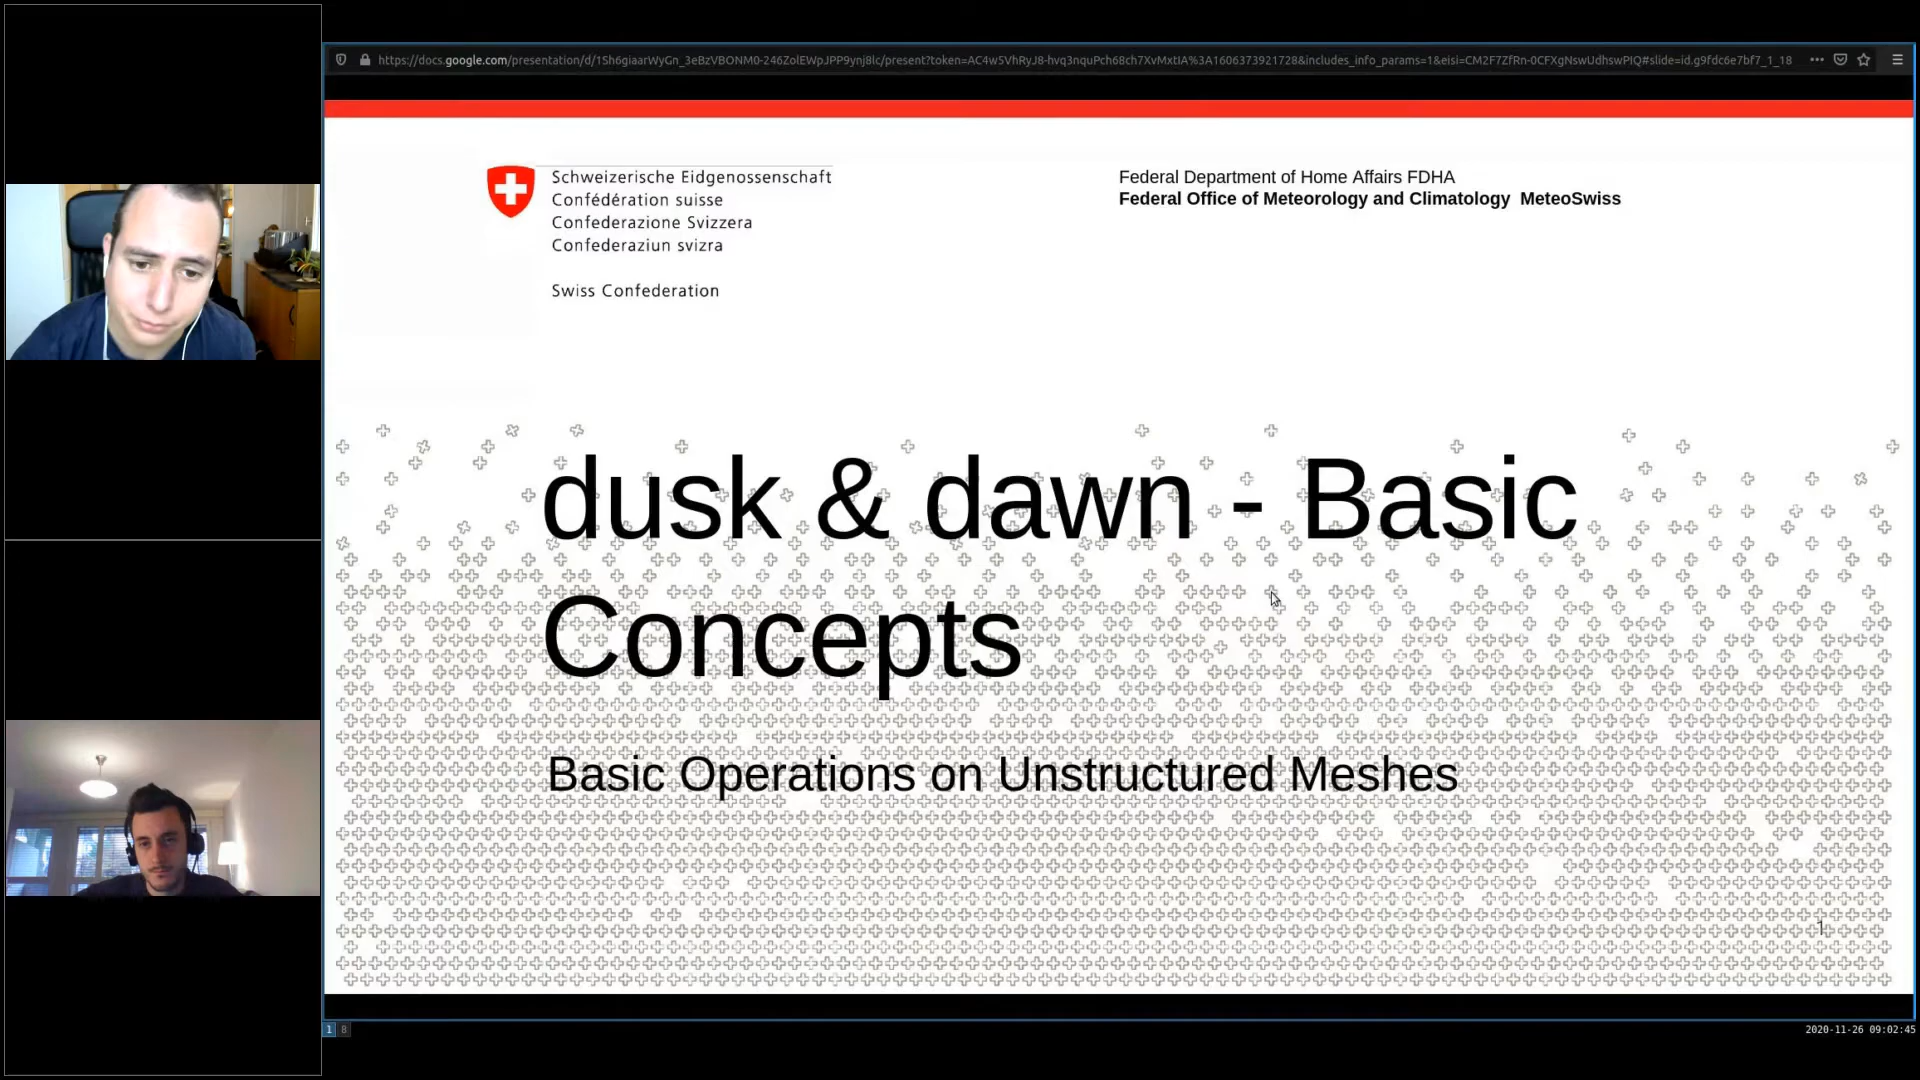 https://docs.google.com/presentation/d/1Sh6giaarWyGn_3eBzVBONM0-246ZolEWpJPP9ynj8lc/present?token=AC4w5VhRyJ8-hvq3nquPch68ch7XvMxtIA%3A1606373921728&includes_info_params=1&eisi=CM2F7ZfRn-0CFXgNswUdhswPIQ#slide=id.g9fdc6e7bf7_1_18
Schweizerische Eidgenossenschaft
Confédération suisse
Confederazione Svizzera
Confederaziun svizra
Swiss Confederation
Federal Department of Home Affairs FDHA
Federal Office of Meteorology and Climatology MeteoSwiss
dusk & dawn - Basic
Concepts
Basic Operations on Unstructured Meshes
1
1 8
2020-11-26 09:02:45